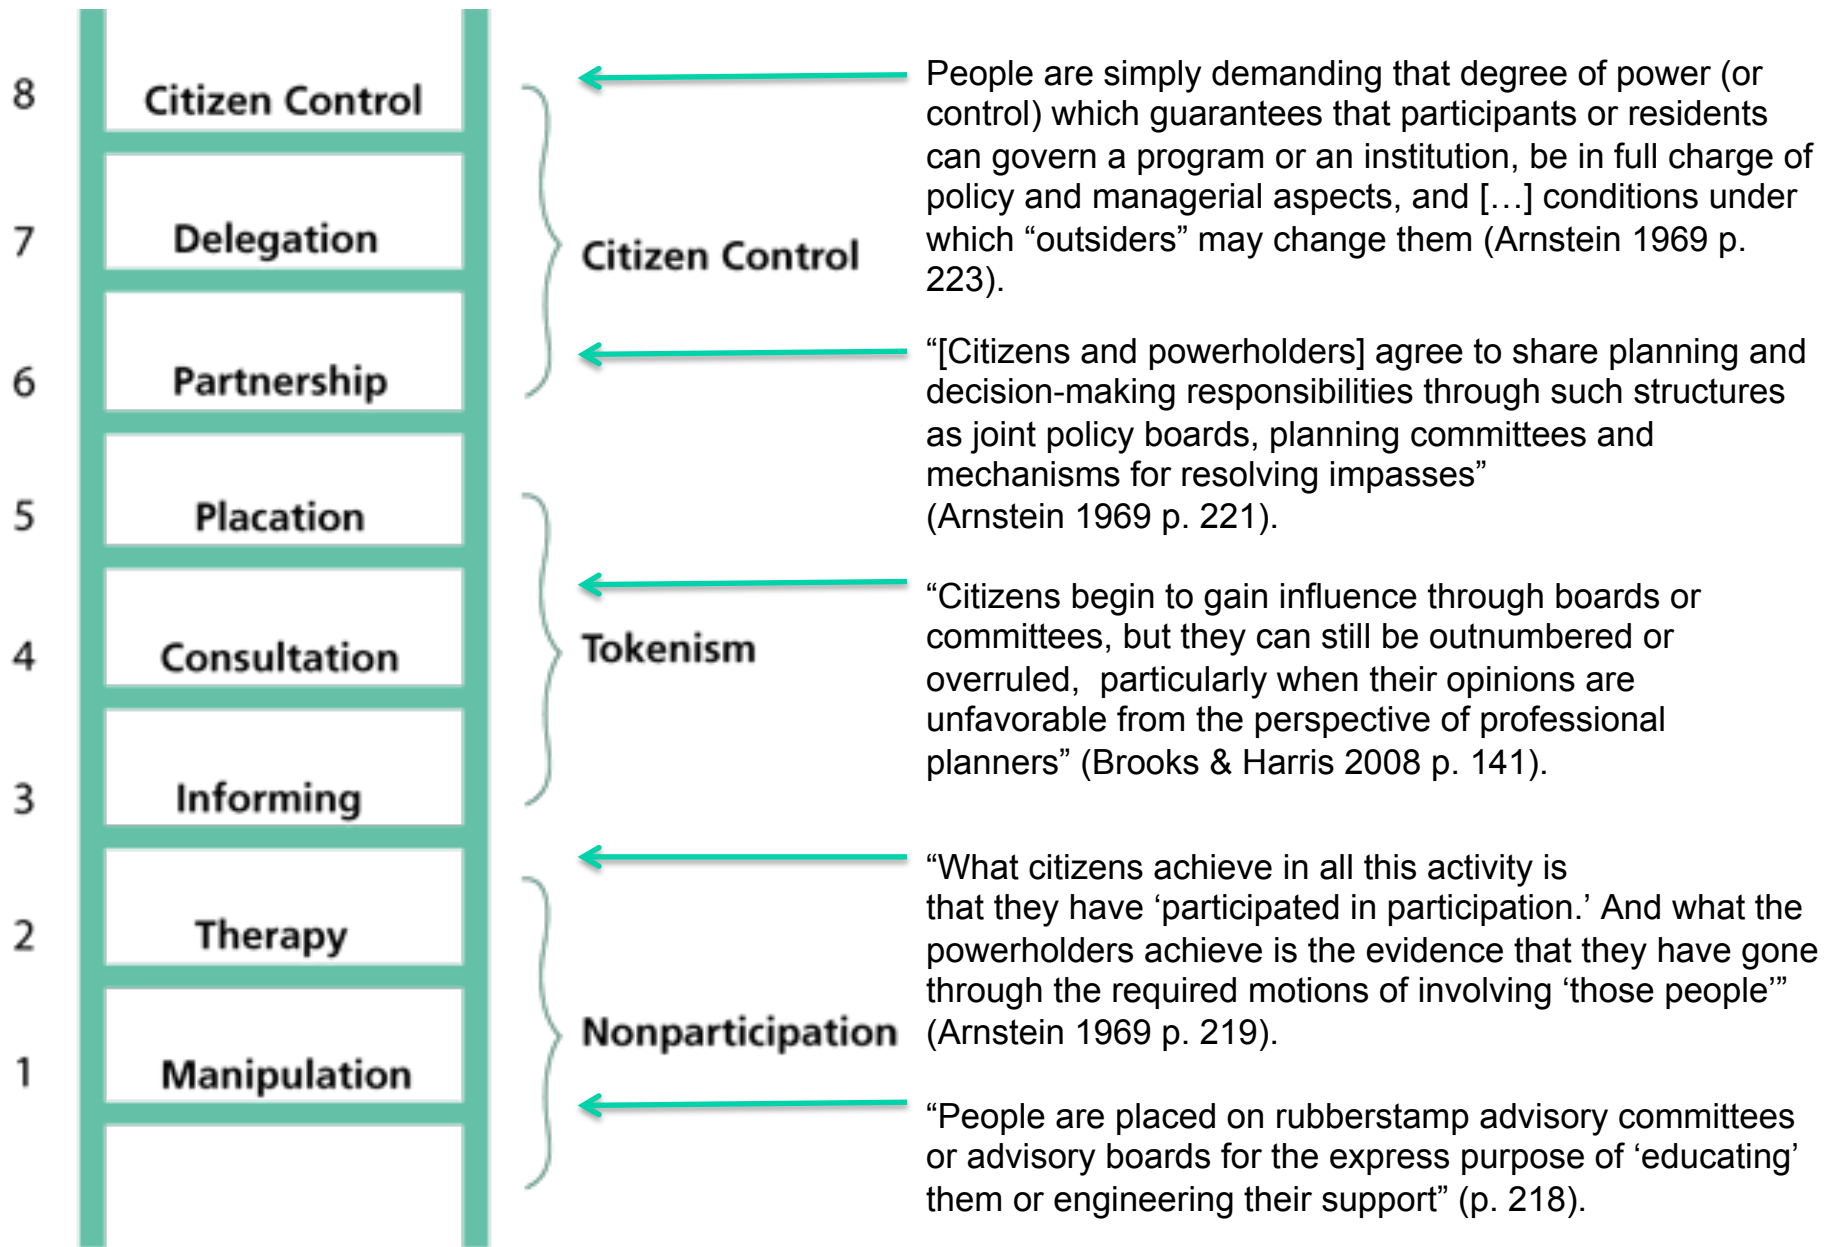 8
Citizen Control
7
Delegation
6
Partnership
5
Placation
4
Consultation
3
Informing
2
Therapy
1
Manipulation
Citizen Control
Tokenism
Nonparticipation
People are simply demanding that degree of power (or
control) which guarantees that participants or residents
can govern a program or an institution, be in full charge of
policy and managerial aspects, and […] conditions under
which “outsiders” may change them (Arnstein 1969 p.
223).
“[Citizens and powerholders] agree to share planning and
decision-making responsibilities through such structures
as joint policy boards, planning committees and
mechanisms for resolving impasses”
(Arnstein 1969 p. 221).
“Citizens begin to gain influence through boards or
committees, but they can still be outnumbered or
overruled,  particularly when their opinions are
unfavorable from the perspective of professional
planners” (Brooks & Harris 2008 p. 141).
“What citizens achieve in all this activity is
that they have ‘participated in participation.’ And what the
powerholders achieve is the evidence that they have gone
through the required motions of involving ‘those people’”
(Arnstein 1969 p. 219).
“People are placed on rubberstamp advisory committees
or advisory boards for the express purpose of ‘educating’
them or engineering their support” (p. 218).